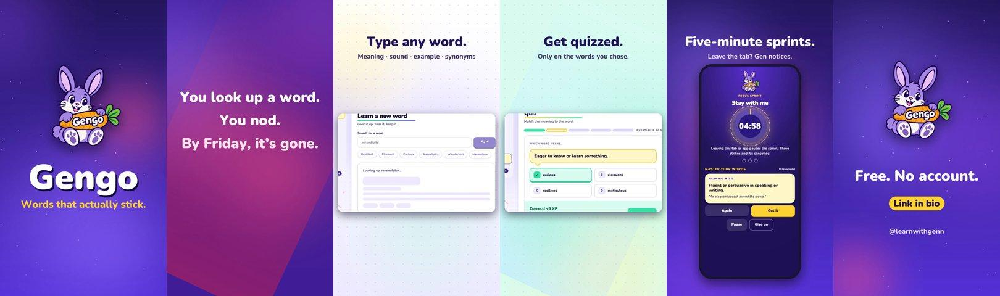 Gengo
Gengo
Words that actually stick.
You look up a word.
You nod.
By Friday, it's gone.
Type any word.
Meaning · sound · example · synonyms
Learn a new word
Look it up, hear it, keep it.
Search for a word
serendipity
Resilient
Eloquent
Curious
Serendipity
Wanderlust
Meticulous
Looking up serendipity...
Get quizzed.
Only on the words you chose.
Quiz
Match the meaning to the word.
QUESTION 2 OF 5
WHICH WORD MEANS...
Eager to know or learn something.
✓ curious
B eloquent
C resilient
D meticulous
Correct! +5 XP
Five-minute sprints.
Leave the tab? Gen notices.
Gengo
FOCUS SPRINT
Stay with me
04:58
Leaving this tab or app pauses the sprint. Three
strikes and it's cancelled.
MASTER YOUR WORDS
0 reviewed
MEANING ★☆☆
Fluent or persuasive in speaking or
writing.
"An eloquent speech moved the crowd."
Again
Got it
Pause
Give up
Gengo
Free. No account.
Link in bio
@learnwithgenn